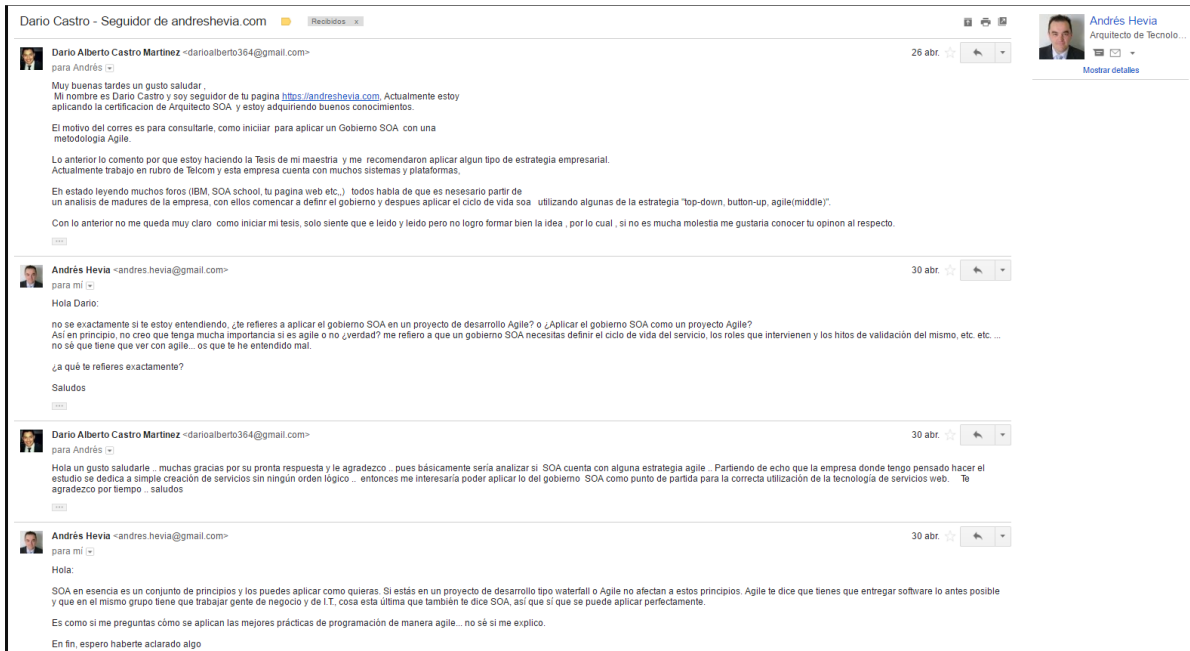 Dario Castro - Seguidor de andreshevia.com
Recibidos x
Andrés Hevia
Arquitecto de Tecnolo...
Mostrar detalles
Dario Alberto Castro Martinez <darioalberto364@gmail.com>
26 abr.
para Andrés
Muy buenas tardes un gusto saludar ,
Mi nombre es Dario Castro y soy seguidor de tu pagina https://andreshevia.com, Actualmente estoy
aplicando la certificacion de Arquitecto SOA y estoy adquiriendo buenos conocimientos.
El motivo del corres es para consultarle, como iniciiar para aplicar un Gobierno SOA con una
metodologia Agile.
Lo anterior lo comento por que estoy haciendo la Tesis de mi maestria y me recomendaron aplicar algun tipo de estrategia empresarial.
Actualmente trabajo en rubro de Telcom y esta empresa cuenta con muchos sistemas y plataformas,
Eh estado leyendo muchos foros (IBM, SOA school, tu pagina web etc,,) todos habla de que es nesesario partir de
un analisis de madures de la empresa, con ellos comencar a definr el gobierno y despues aplicar el ciclo de vida soa utilizando algunas de la estrategia "top-down, button-up, agile(middle)".
Con lo anterior no me queda muy claro como iniciar mi tesis, solo siente que e leido y leido pero no logro formar bien la idea , por lo cual , si no es mucha molestia me gustaria conocer tu opinon al respecto.
Andrés Hevia <andres.hevia@gmail.com>
30 abr.
para mí
Hola Dario:
no se exactamente si te estoy entendiendo, ¿te refieres a aplicar el gobierno SOA en un proyecto de desarrollo Agile? o ¿Aplicar el gobierno SOA como un proyecto Agile?
Así en principio, no creo que tenga mucha importancia si es agile o no ¿verdad? me refiero a que un gobierno SOA necesitas definir el ciclo de vida del servicio, los roles que intervienen y los hitos de validación del mismo, etc. etc. ...
no sè que tiene que ver con agile... os que te he entendido mal.
¿a què te refieres exactamente?
Saludos
Dario Alberto Castro Martinez <darioalberto364@gmail.com>
30 abr.
para Andrés
Hola un gusto saludarle .. muchas gracias por su pronta respuesta y le agradezco .. pues básicamente sería analizar si SOA cuenta con alguna estrategia agile .. Partiendo de echo que la empresa donde tengo pensado hacer el
estudio se dedica a simple creación de servicios sin ningún orden lógico .. entonces me interesaría poder aplicar lo del gobierno SOA como punto de partida para la correcta utilización de la tecnología de servicios web. Te
agradezco por tiempo .. saludos
Andrés Hevia <andres.hevia@gmail.com>
30 abr.
para mí
Hola:
SOA en esencia es un conjunto de principios y los puedes aplicar como quieras. Si estás en un proyecto de desarrollo tipo waterfall o Agile no afectan a estos principios. Agile te dice que tienes que entregar software lo antes posible
y que en el mismo grupo tiene que trabajar gente de negocio y de I.T., cosa esta última que tambièn te dice SOA, así que sí que se puede aplicar perfectamente.
Es como si me preguntas còmo se aplican las mejores prácticas de programación de manera agile... no sè si me explico.
En fin, espero haberte aclarado algo